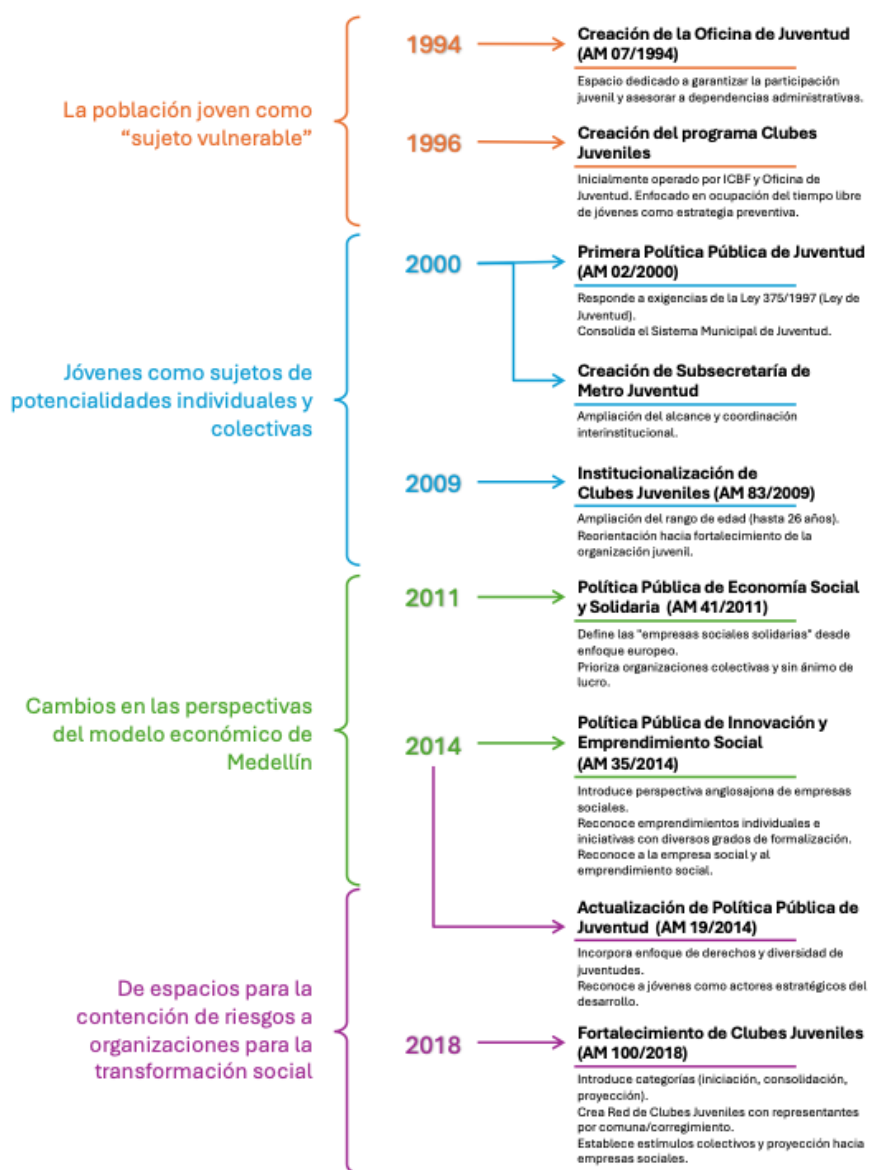 La población joven como
“sujeto vulnerable”
1994
Creación de la Oficina de Juventud
(AM 07/1994)
Espacio dedicado a garantizar la participación
juvenil y asesorar a dependencias administrativas.
1996
Creación del programa Clubes
Juveniles
Inicialmente operado por ICBF y Oficina de
Juventud. Enfocado en ocupación del tiempo libre
de jóvenes como estrategia preventiva.
Jóvenes como sujetos de
potencialidades individuales y
colectivas
2000
Primera Política Pública de Juventud
(AM 02/2000)
Responde a exigencias de la Ley 375/1997 (Ley de
Juventud).
Consolida el Sistema Municipal de Juventud.
Creación de Subsecretaría de
Metro Juventud
Ampliación del alcance y coordinación
interinstitucional.
2009
Institucionalización de
Clubes Juveniles (AM 83/2009)
Ampliación del rango de edad (hasta 26 años).
Reorientación hacia fortalecimiento de la
organización juvenil.
Cambios en las perspectivas
del modelo económico de
Medellín
2011
Política Pública de Economía Social
y Solidaria (AM 41/2011)
Define las "empresas sociales solidarias" desde
enfoque europeo.
Prioriza organizaciones colectivas y sin ánimo de
lucro.
2014
Política Pública de Innovación y
Emprendimiento Social
(AM 35/2014)
Introduce perspectiva anglosajona de empresas
sociales.
Reconoce emprendimientos individuales e
iniciativas con diversos grados de formalización.
Reconoce a la empresa social y al
emprendimiento social.
De espacios para la
contención de riesgos a
organizaciones para la
transformación social
Actualización de Política Pública de
Juventud (AM 19/2014)
Incorpora enfoque de derechos y diversidad de
juventudes.
Reconoce a jóvenes como actores estratégicos del
desarrollo.
2018
Fortalecimiento de Clubes Juveniles
(AM 100/2018)
Introduce categorías (iniciación, consolidación,
proyección).
Crea Red de Clubes Juveniles con representantes
por comuna/corregimiento.
Establece estímulos colectivos y proyección hacia
empresas sociales.